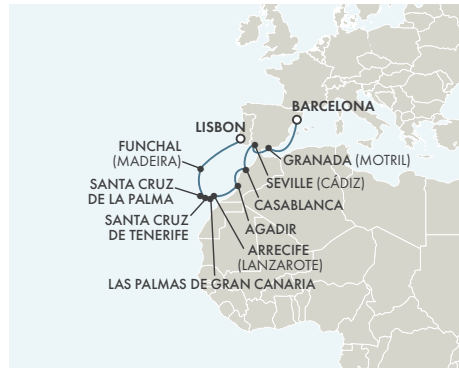 BARCELONA
LISBON
FUNCHAL
(MADEIRA)
GRANADA (MOTRIL)
SEVILLE (CÁDIZ)
SANTA CRUZ
DE LA PALMA
CASABLANCA
SANTA CRUZ
DE TENERIFE
AGADIR
ARRECIFE
(LANZAROTE)
LAS PALMAS DE GRAN CANARIA